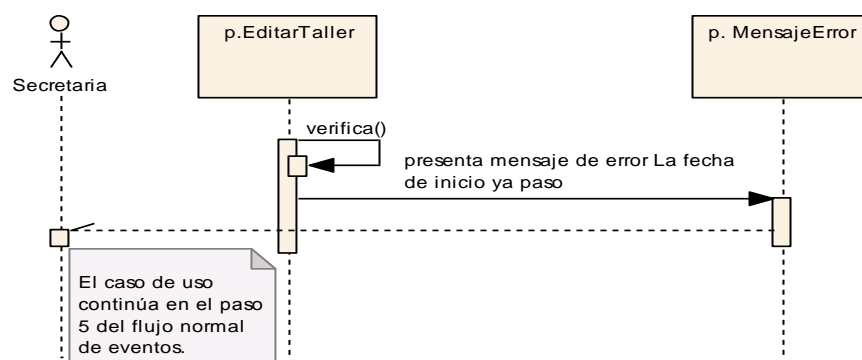 p.EditarTaller
p. MensajeError
Secretaria
verifica()
presenta mensaje de error La fecha
de inicio ya paso
El caso de uso
continúa en el paso
5 del flujo normal
de eventos.